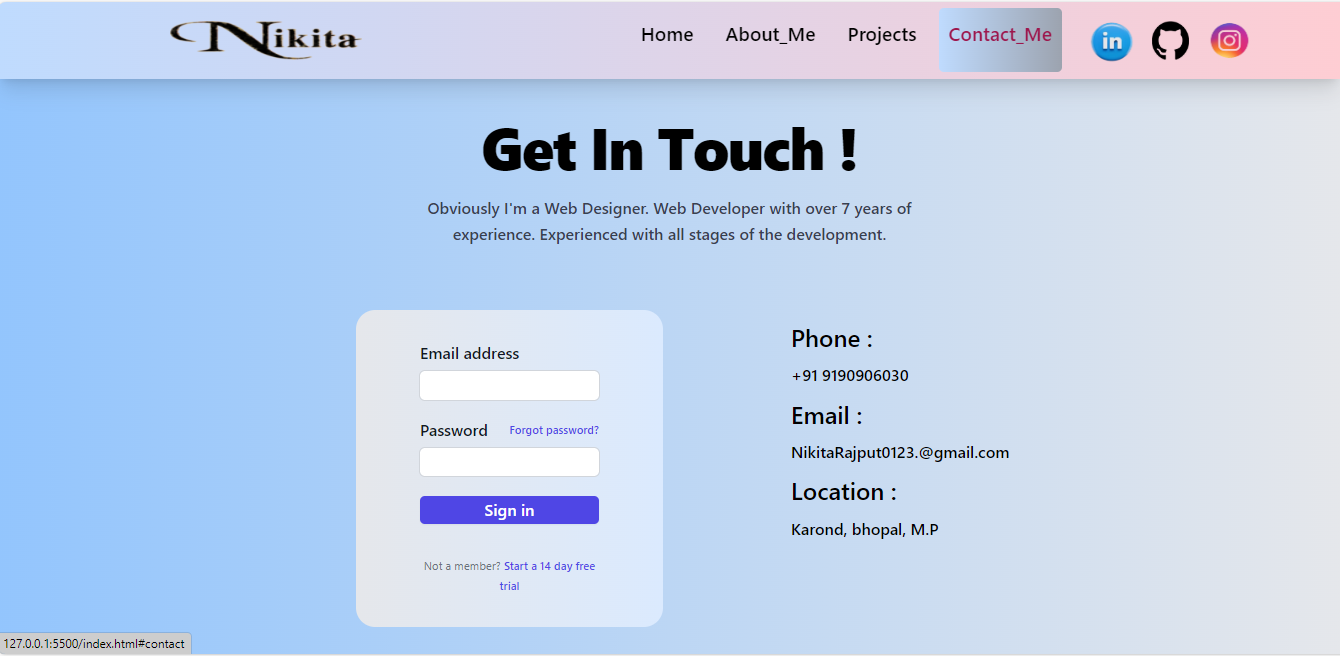 Nikita
Home About_Me Projects Contact_Me in
Get In Touch !
Obviously I'm a Web Designer. Web Developer with over 7 years of
experience. Experienced with all stages of the development.
Email address
Password Forgot password?
Sign in
Not a member? Start a 14 day free
trial
Phone :
+91 9190906030
Email :
NikitaRajput0123.@gmail.com
Location :
Karond, bhopal, M.P
127.0.0.1:5500/index.html#contact